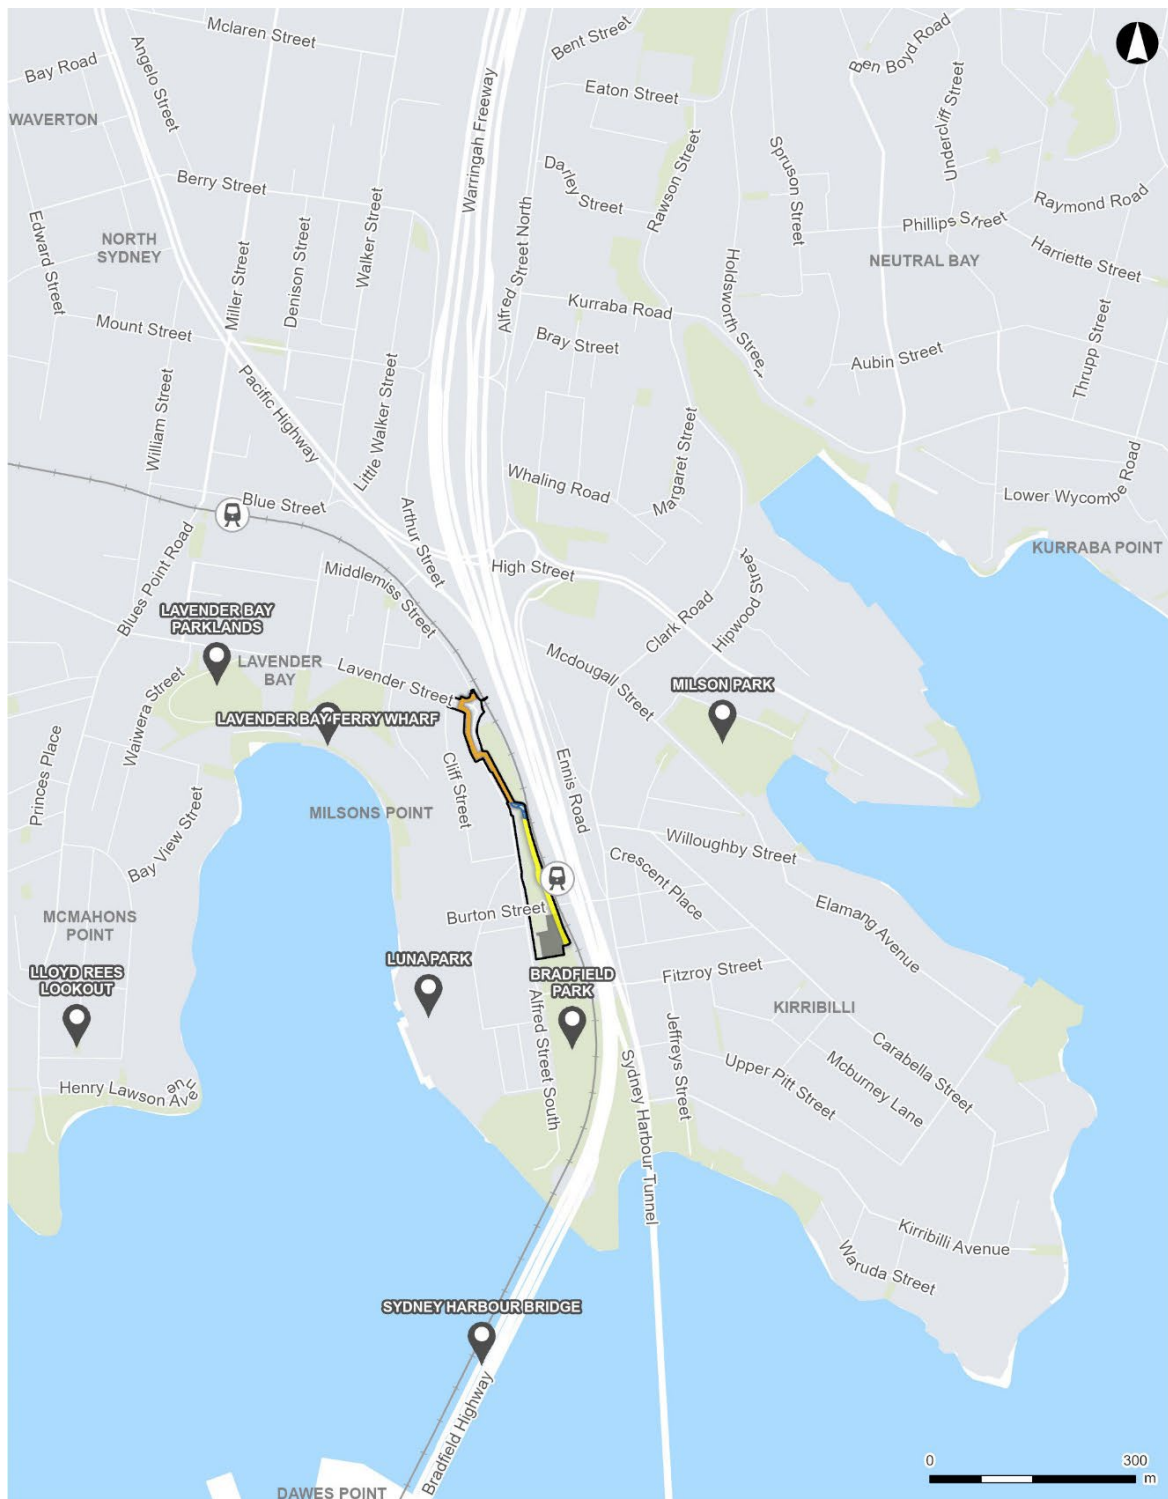 Mclaren Street
Bent Street
Ben Boyd Road
Bay Road
Angelo Street
Eaton Street
Undercliff Street
WAVERTON
Warringah Freeway
Spruson Street
Rawson Street
Darley Street
Berry Street
Raymond Road
Walker Street
Phillips Street
Edward Street
NORTH
SYDNEY
Miller Street
Denison Street
Alfred Street North
Holdsworth Street
NEUTRAL BAY
Harriette Street
Kurraba Road
Mount Street
Bray Street
Aubin Street
Thrupp Street
Pacific Highway
William Street
Little Walker Street
Margaret Street
Whaling Road
Lower Wycombe Road
Blue Street
Arthur Street
KURRABA POINT
Blues Point Road
High Street
Middlemiss Street
Hipwood Street
Clark Road
LAVENDER BAY
PARKLANDS
LAVENDER
BAY
Lavender Street
Mcdougall Street
MILSON PARK
Waiwera Street
LAVENDER BAY FERRY WHARF
Princes Place
Cliff Street
Ennis Road
MILSONS POINT
Bay View Street
Willoughby Street
Crescent Place
Elamang Avenue
MCMAHONS
POINT
Burton Street
LUNA PARK
LLOYD REES
LOOKOUT
BRADFIELD
PARK
Fitzroy Street
KIRRIBILLI
Jeffreys Street
Alfred Street South
Carabella Street
Mcburney Lane
Upper Pitt Street
Henry Lawson Avenue
Sydney Harbour Tunnel
Kirribilli Avenue
Waruda Street
SYDNEY HARBOUR BRIDGE
Bradfield Highway
0 300
m
DAWES POINT